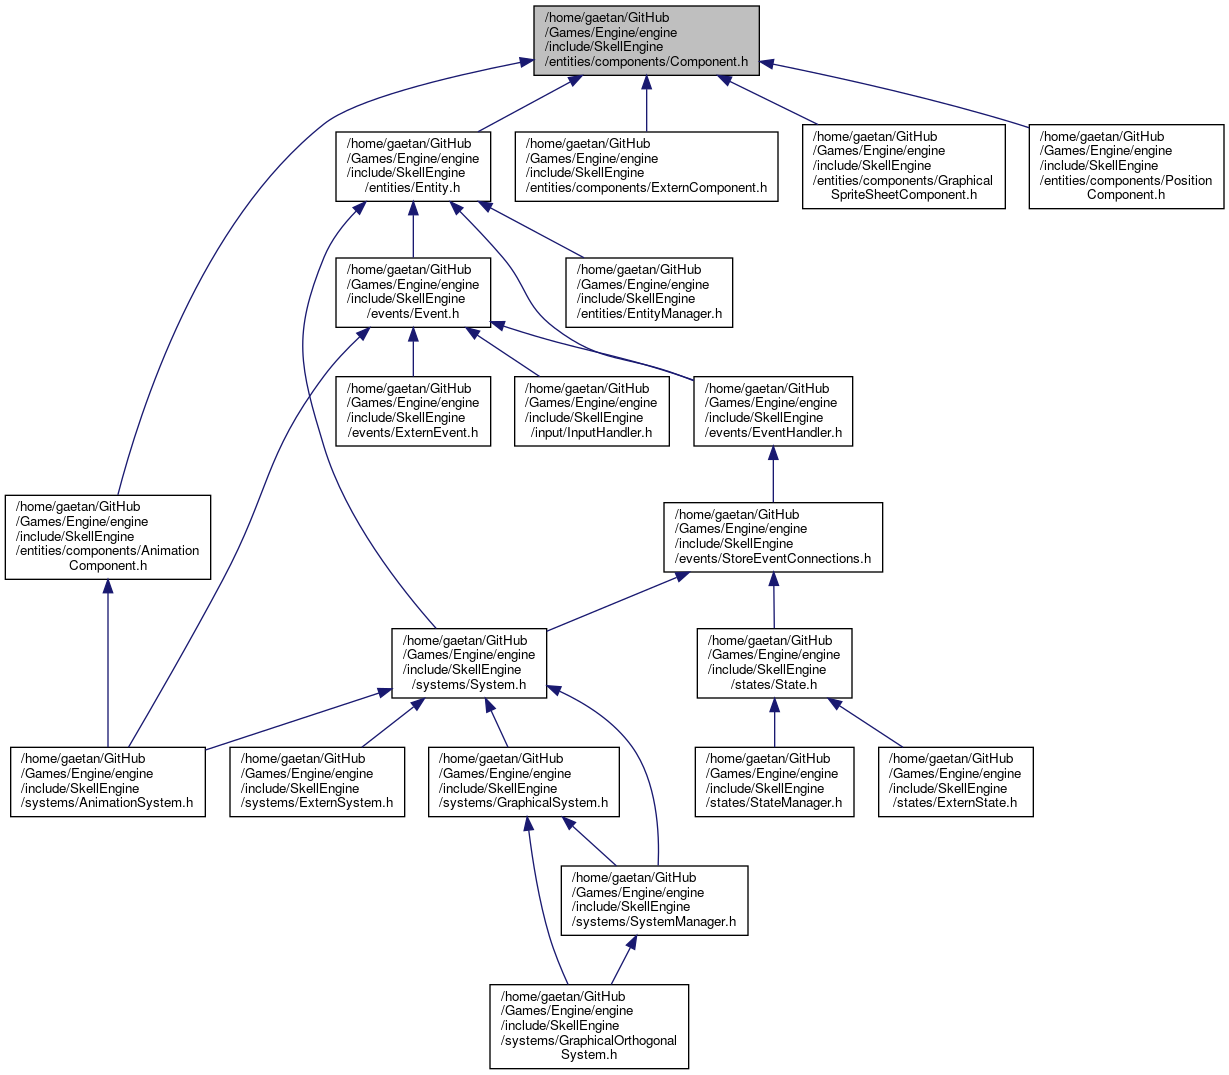 /home/gaetan/GitHub
/Games/Engine/engine
/include/SkellEngine
/entities/components/Component.h
/home/gaetan/GitHub
/Games/Engine/engine
/include/SkellEngine
/entities/Entity.h
/home/gaetan/GitHub
/Games/Engine/engine
/include/SkellEngine
/entities/components/ExternComponent.h
/home/gaetan/GitHub
/Games/Engine/engine
/include/SkellEngine
/entities/components/Graphical
SpriteSheetComponent.h
/home/gaetan/GitHub
/Games/Engine/engine
/include/SkellEngine
/entities/components/Position
Component.h
/home/gaetan/GitHub
/Games/Engine/engine
/include/SkellEngine
/events/Event.h
/home/gaetan/GitHub
/Games/Engine/engine
/include/SkellEngine
/entities/EntityManager.h
/home/gaetan/GitHub
/Games/Engine/engine
/include/SkellEngine
/events/ExternEvent.h
/home/gaetan/GitHub
/Games/Engine/engine
/include/SkellEngine
/input/InputHandler.h
/home/gaetan/GitHub
/Games/Engine/engine
/include/SkellEngine
/events/EventHandler.h
/home/gaetan/GitHub
/Games/Engine/engine
/include/SkellEngine
/entities/components/Animation
Component.h
/home/gaetan/GitHub
/Games/Engine/engine
/include/SkellEngine
/events/StoreEventConnections.h
/home/gaetan/GitHub
/Games/Engine/engine
/include/SkellEngine
/systems/System.h
/home/gaetan/GitHub
/Games/Engine/engine
/include/SkellEngine
/states/State.h
/home/gaetan/GitHub
/Games/Engine/engine
/include/SkellEngine
/systems/AnimationSystem.h
/home/gaetan/GitHub
/Games/Engine/engine
/include/SkellEngine
/systems/ExternSystem.h
/home/gaetan/GitHub
/Games/Engine/engine
/include/SkellEngine
/systems/GraphicalSystem.h
/home/gaetan/GitHub
/Games/Engine/engine
/include/SkellEngine
/states/StateManager.h
/home/gaetan/GitHub
/Games/Engine/engine
/include/SkellEngine
/states/ExternState.h
/home/gaetan/GitHub
/Games/Engine/engine
/include/SkellEngine
/systems/SystemManager.h
/home/gaetan/GitHub
/Games/Engine/engine
/include/SkellEngine
/systems/GraphicalOrthogonal
System.h